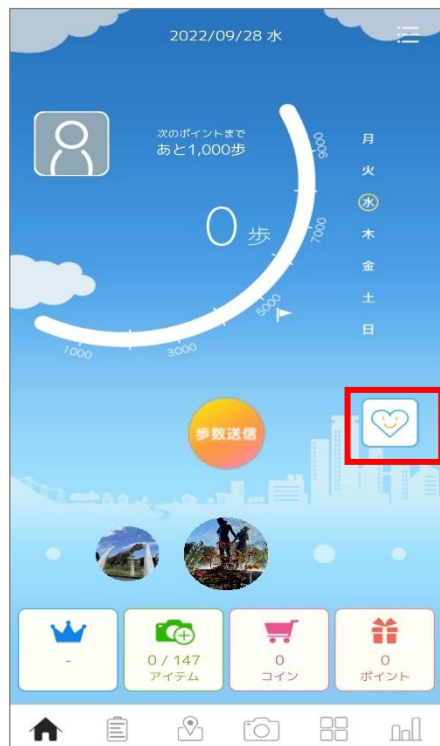 2022/09/28 水
次のポイントまで
あと1,000歩
0 歩
1000
3000
5000
7000
9000
月
火
水
木
金
土
日
歩数送信
-
0 / 147
アイテム
0
コイン
0
ポイント